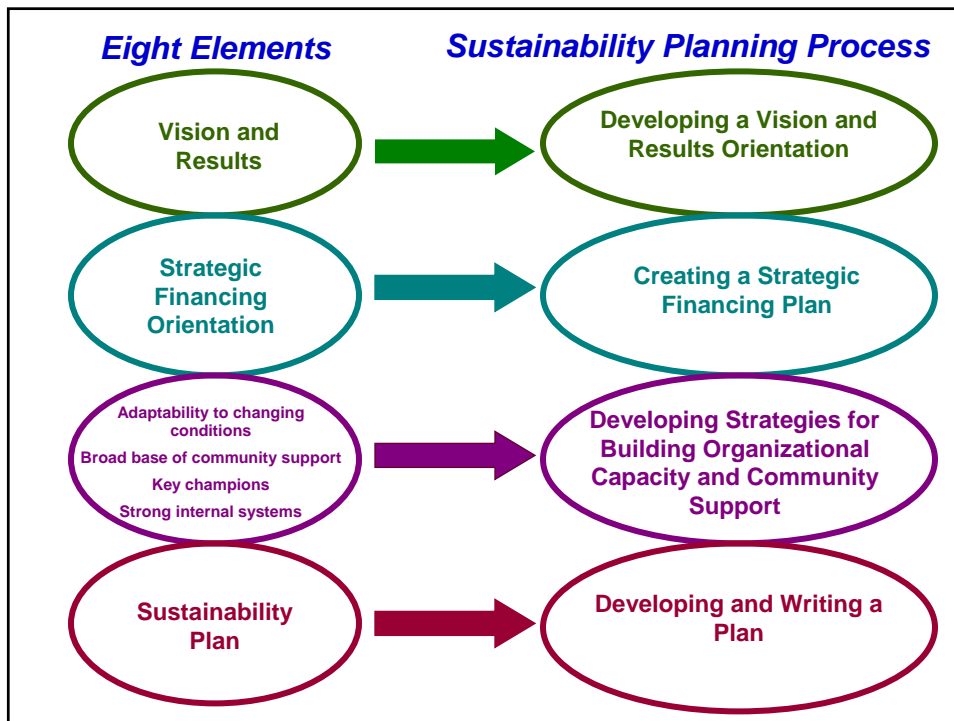 Eight Elements
Sustainability Planning Process
Vision and
Results
Developing a Vision and
Results Orientation
Strategic
Financing
Orientation
Creating a Strategic
Financing Plan
Adaptability to changing
conditions
Broad base of community support
Key champions
Strong internal systems
Developing Strategies for
Building Organizational
Capacity and Community
Support
Sustainability
Plan
Developing and Writing a
Plan